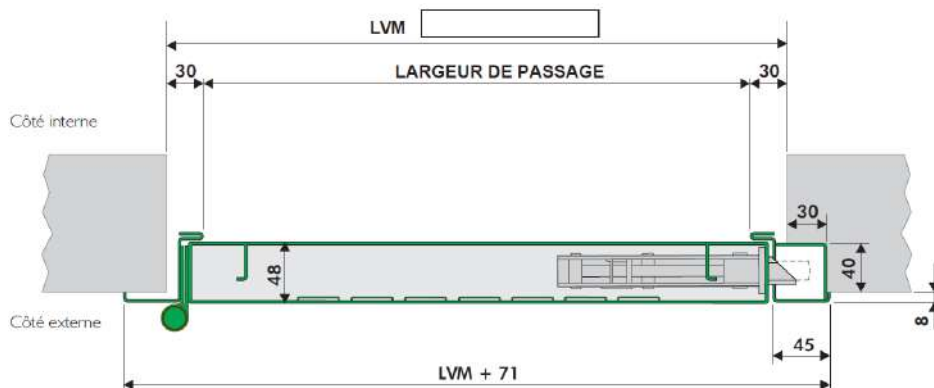 LVM
30
LARGEUR DE PASSAGE
30
Côté interne
30
48
40
Côté externe
8
45
LVM + 71